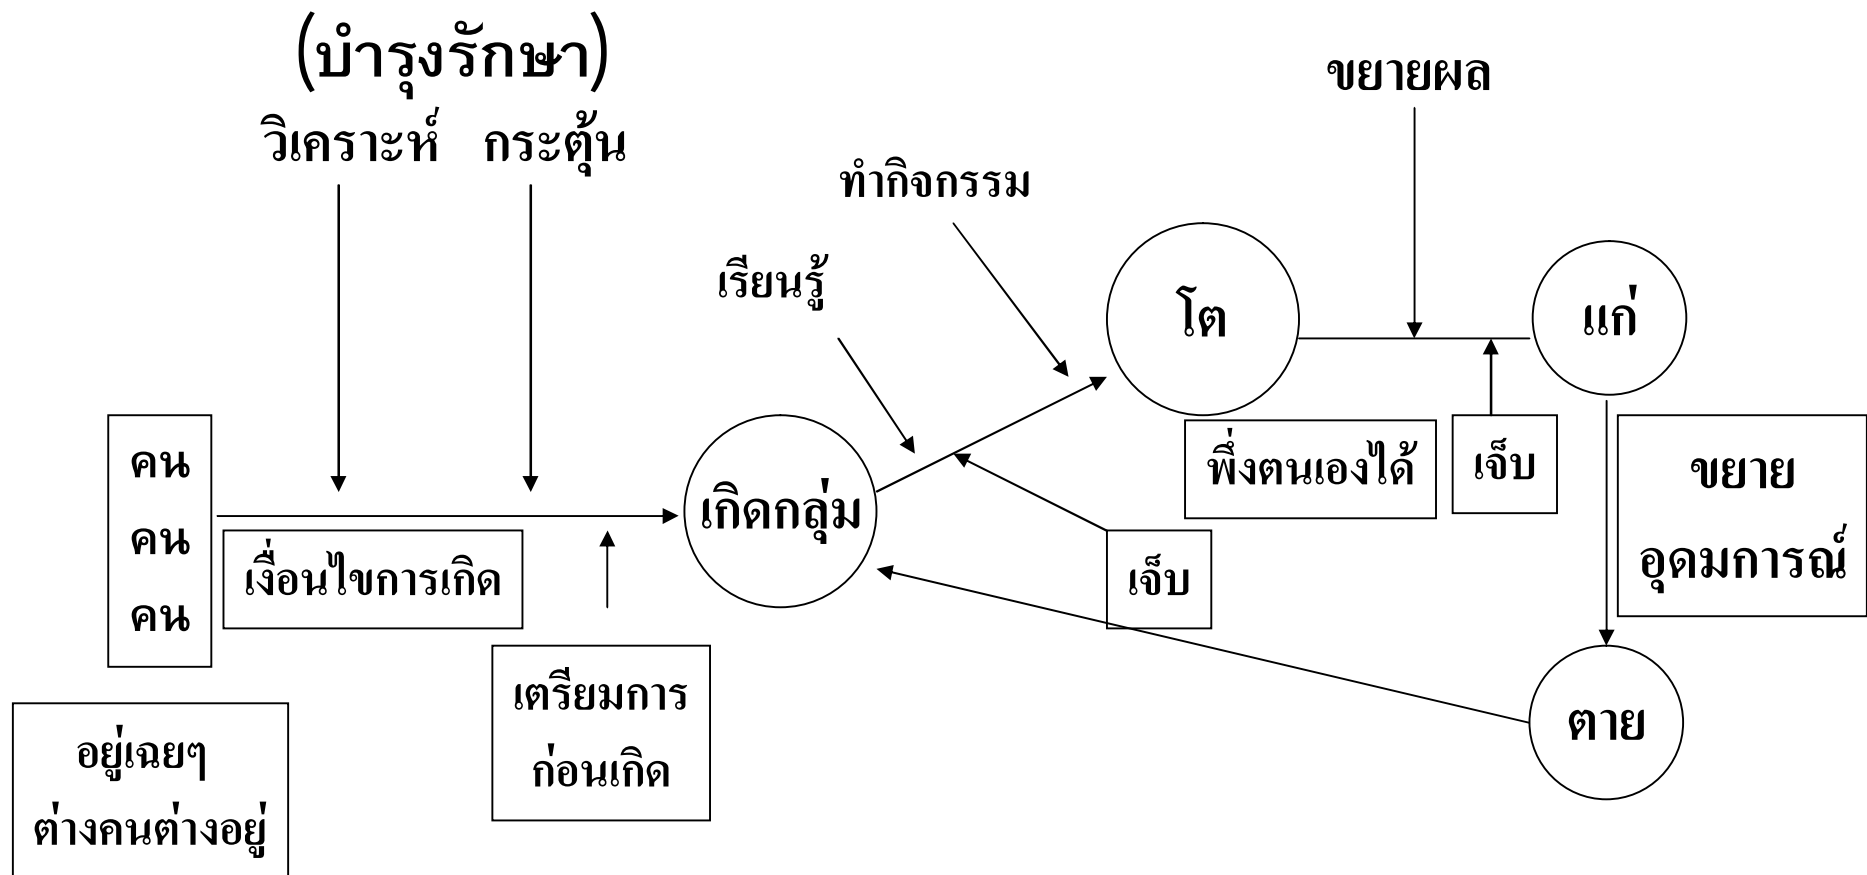 (บำรุงรักษา)
วิเคราะห์ กระตุ้น
ขยายผล
ทำกิจกรรม
เรียนรู้
โต
แก่
คน
คน
คน
เกิดกลุ่ม
พึ่งตนเองได้
เจ็บ
ขยาย
อุดมการณ์
เงื่อนไขการเกิด
เจ็บ
เตรียมการ
ก่อนเกิด
ตาย
อยู่เฉยๆ
ต่างคนต่างอยู่